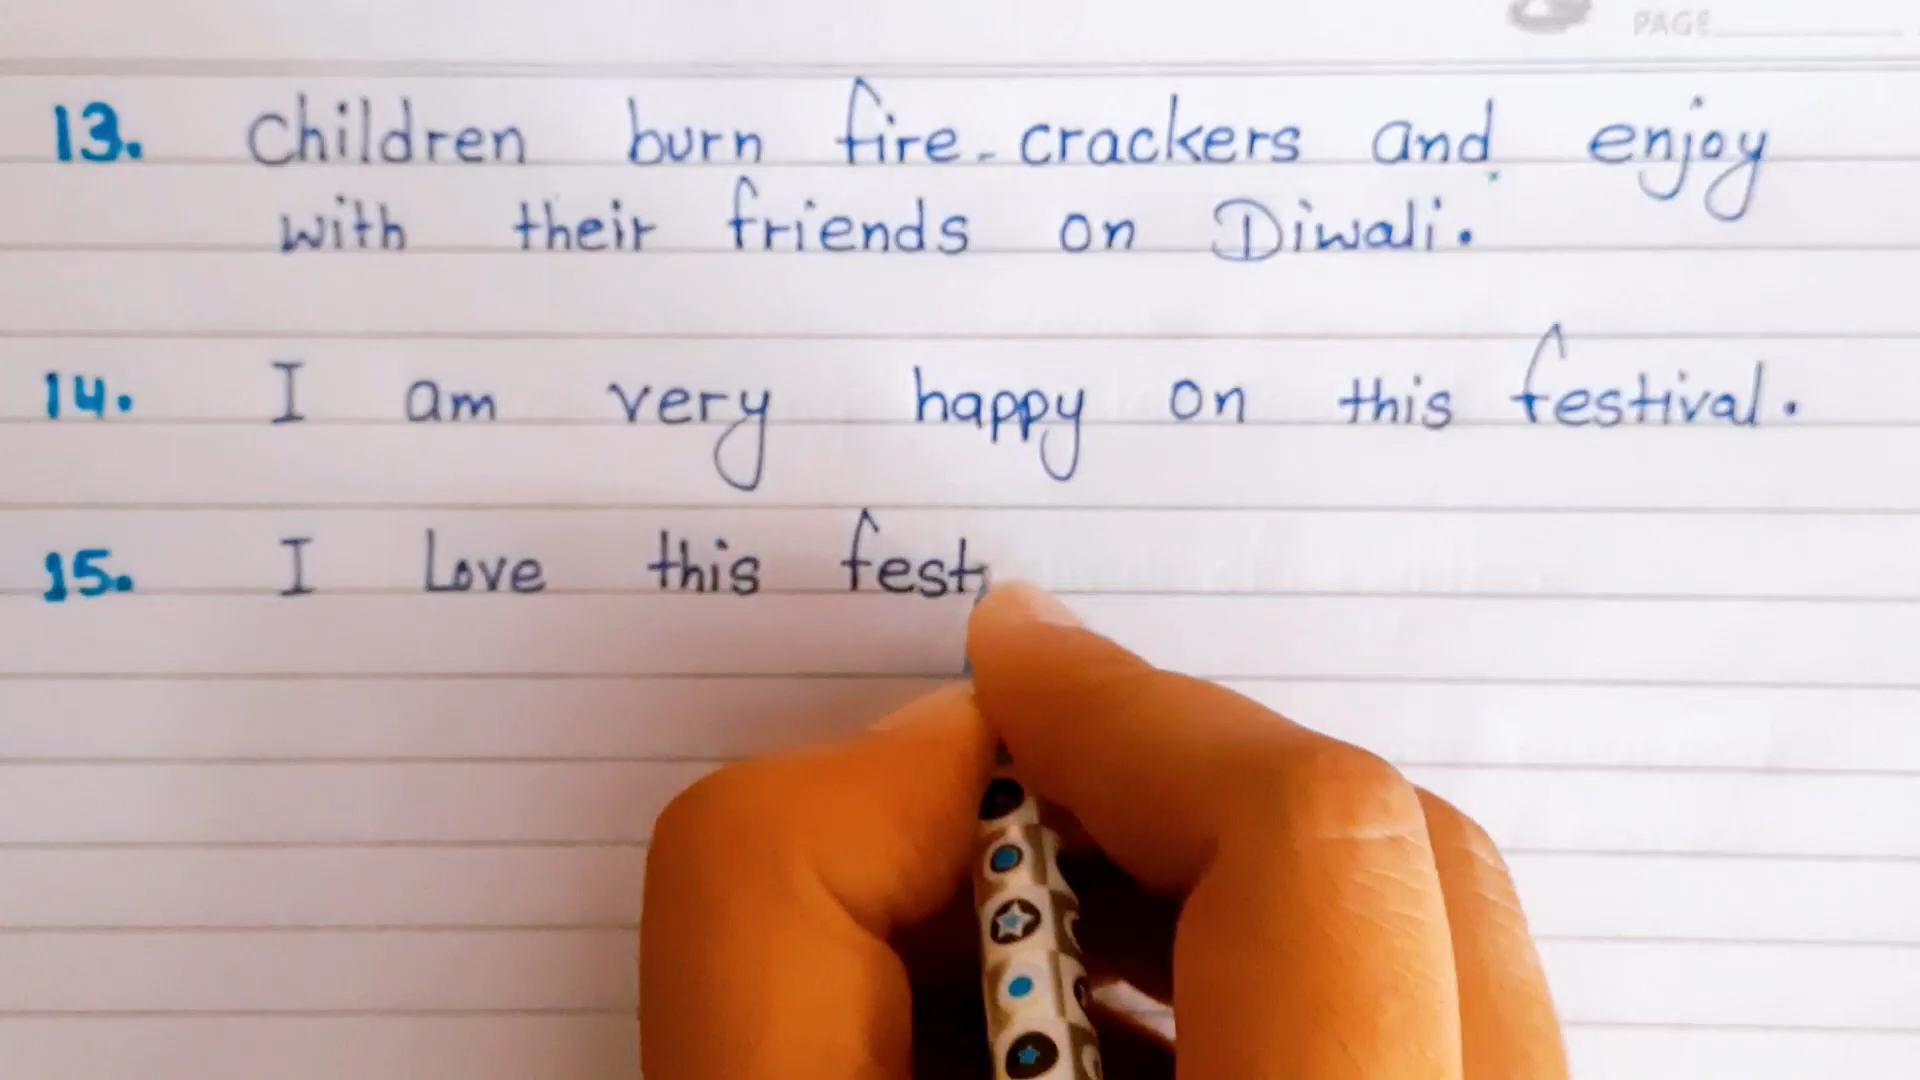 PAGE
13. Children burn fire-crackers and enjoy
with their friends on Diwali.
14. I am very happy on this festival.
15. I Love this fest